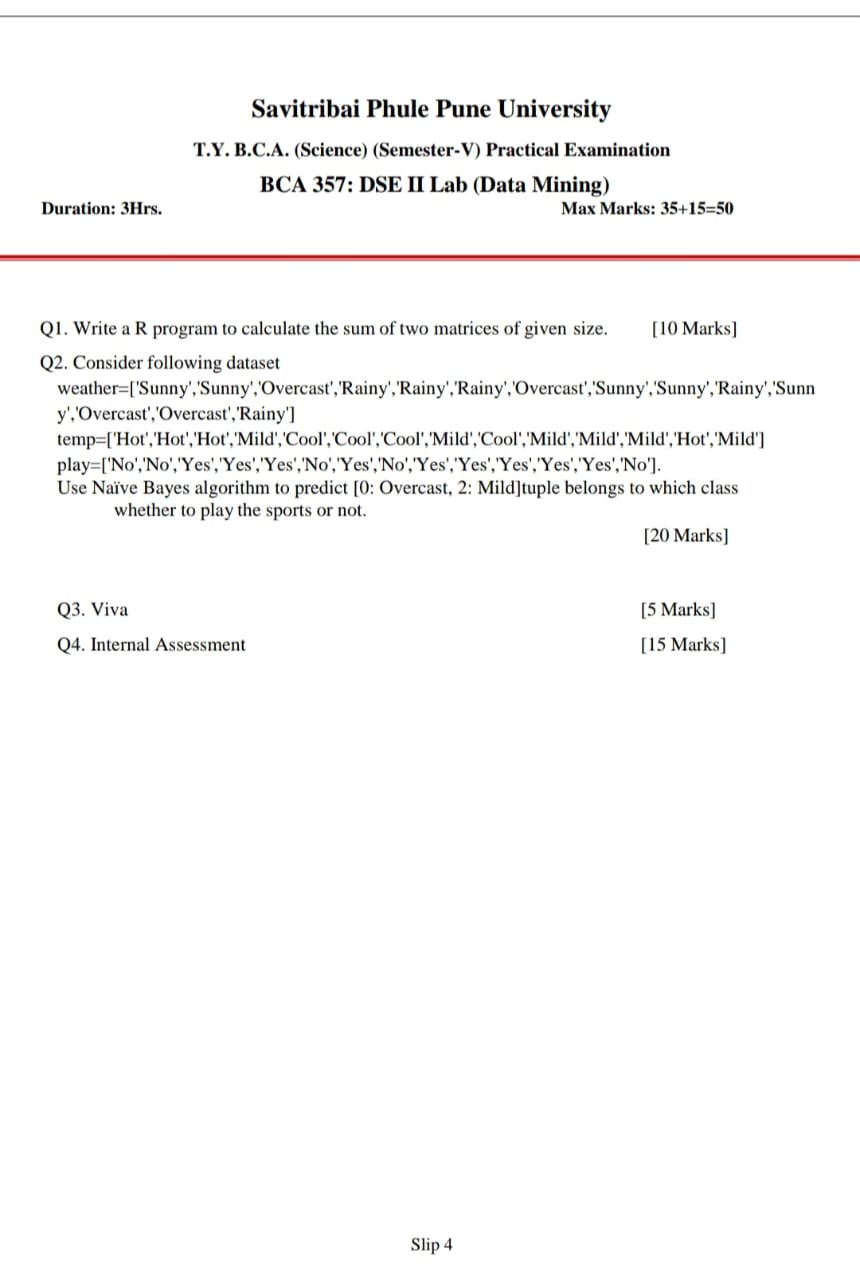 Savitribai Phule Pune University
T.Y. B.C.A. (Science) (Semester-V) Practical Examination
BCA 357: DSE II Lab (Data Mining)
Duration: 3Hrs. Max Marks: 35+15=50
Q1. Write a R program to calculate the sum of two matrices of given size. [10 Marks]
Q2. Consider following dataset
weather=['Sunny','Sunny','Overcast','Rainy','Rainy','Rainy','Overcast','Sunny','Sunny','Rainy','Sunn
y','Overcast','Overcast','Rainy']
temp=['Hot','Hot','Hot','Mild','Cool','Cool','Cool','Mild','Cool','Mild','Mild','Mild','Hot','Mild']
play=['No','No','Yes','Yes','Yes','No','Yes','No','Yes','Yes','Yes','Yes','Yes','No'].
Use Naïve Bayes algorithm to predict [0: Overcast, 2: Mild]tuple belongs to which class
whether to play the sports or not.
[20 Marks]
Q3. Viva [5 Marks]
Q4. Internal Assessment [15 Marks]
Slip 4